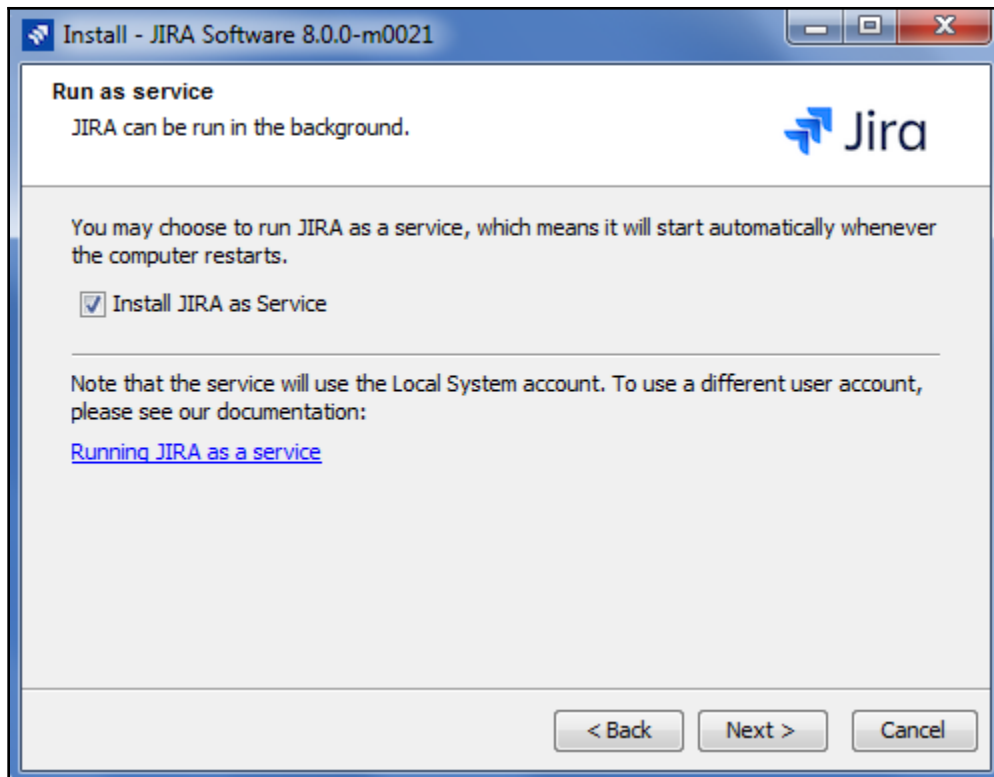 Install - JIRA Software 8.0.0-m0021
Run as service
JIRA can be run in the background.
Jira
You may choose to run JIRA as a service, which means it will start automatically whenever
the computer restarts.
Install JIRA as Service
Note that the service will use the Local System account. To use a different user account,
please see our documentation:
Running JIRA as a service
< Back
Next >
Cancel